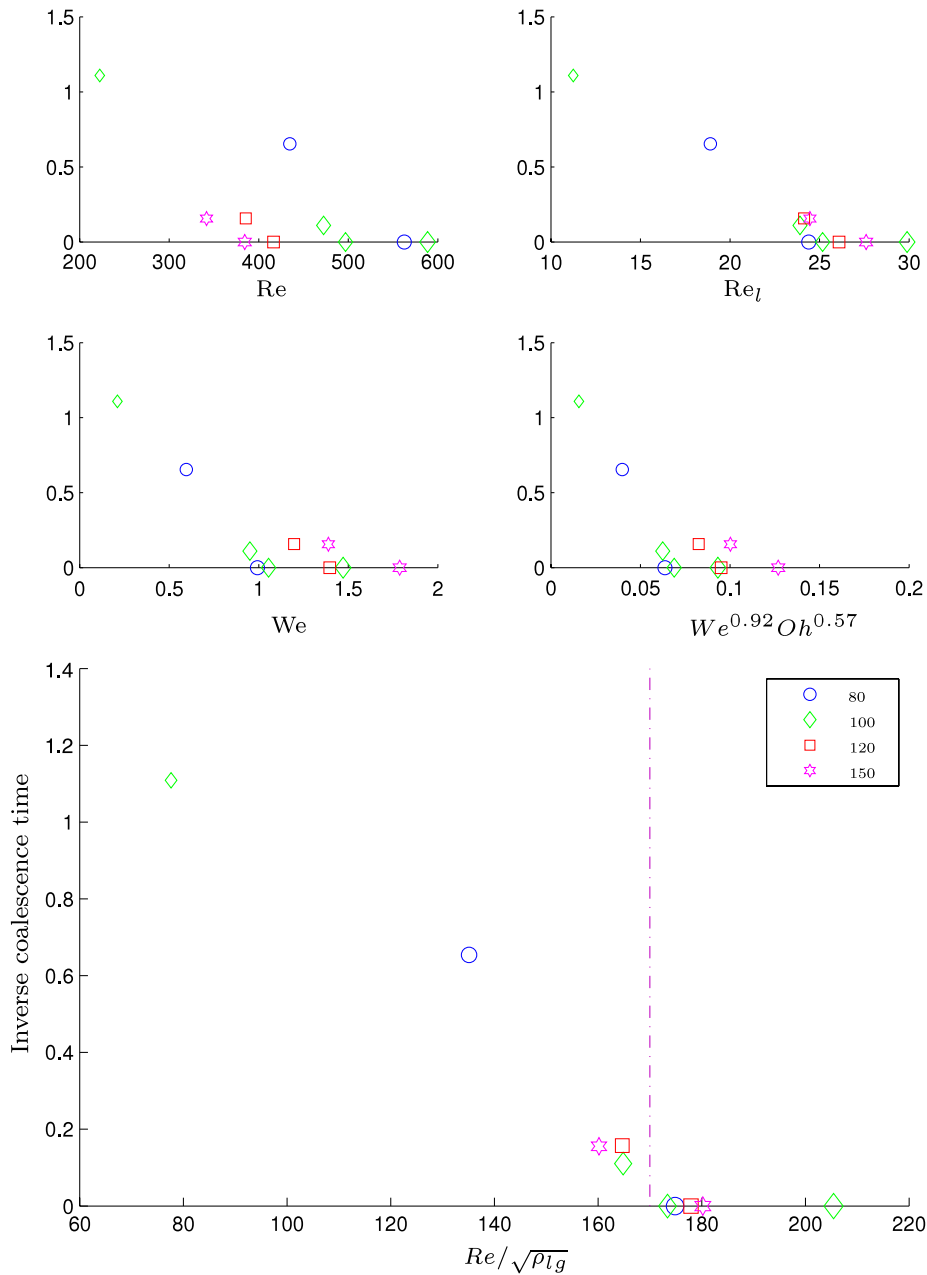 1.5 1.5
1 1
0.5 0.5
0 0
200 300 400 500 600 10 15 20 25 30
Re Re_l
1.5 1.5
1 1
0.5 0.5
0 0
0 0.5 1 1.5 2 0 0.05 0.1 0.15 0.2
We We^{0.92}Oh^{0.57}
1.4
1.2
1
0.8
0.6
0.4
0.2
0
Inverse coalescence time
80
100
120
150
60 80 100 120 140 160 180 200 220
Re/√ρ_{lg}